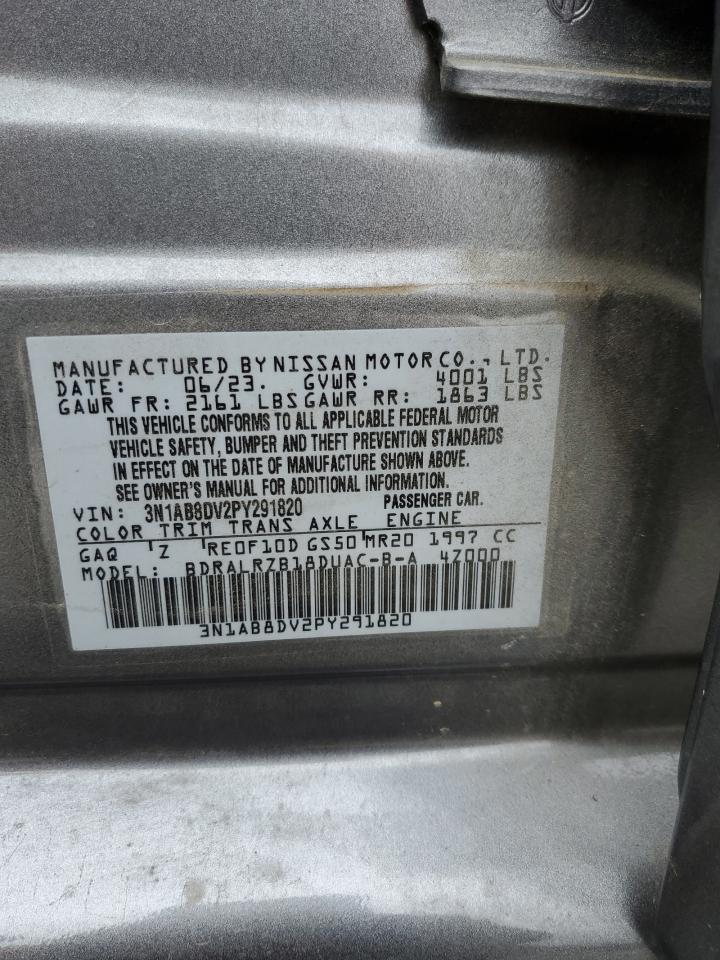 MANUFACTURED BY NISSAN MOTOR CO., LTD.
DATE: 06/23. GVWR: 4001 LBS
GAWR FR: 2161 LBS GAWR RR: 1863 LBS
THIS VEHICLE CONFORMS TO ALL APPLICABLE FEDERAL MOTOR
VEHICLE SAFETY, BUMPER AND THEFT PREVENTION STANDARDS
IN EFFECT ON THE DATE OF MANUFACTURE SHOWN ABOVE.
SEE OWNER'S MANUAL FOR ADDITIONAL INFORMATION.
VIN: 3N1AB8DV2PY291820 PASSENGER CAR.
COLOR TRIM TRANS AXLE ENGINE
GAQ 'Z 'RE0F10D GS50 MR20 1997 CC
MODEL: BDRALRZB18DUAC-B-A 4Z000
3N1AB8DV2PY291820